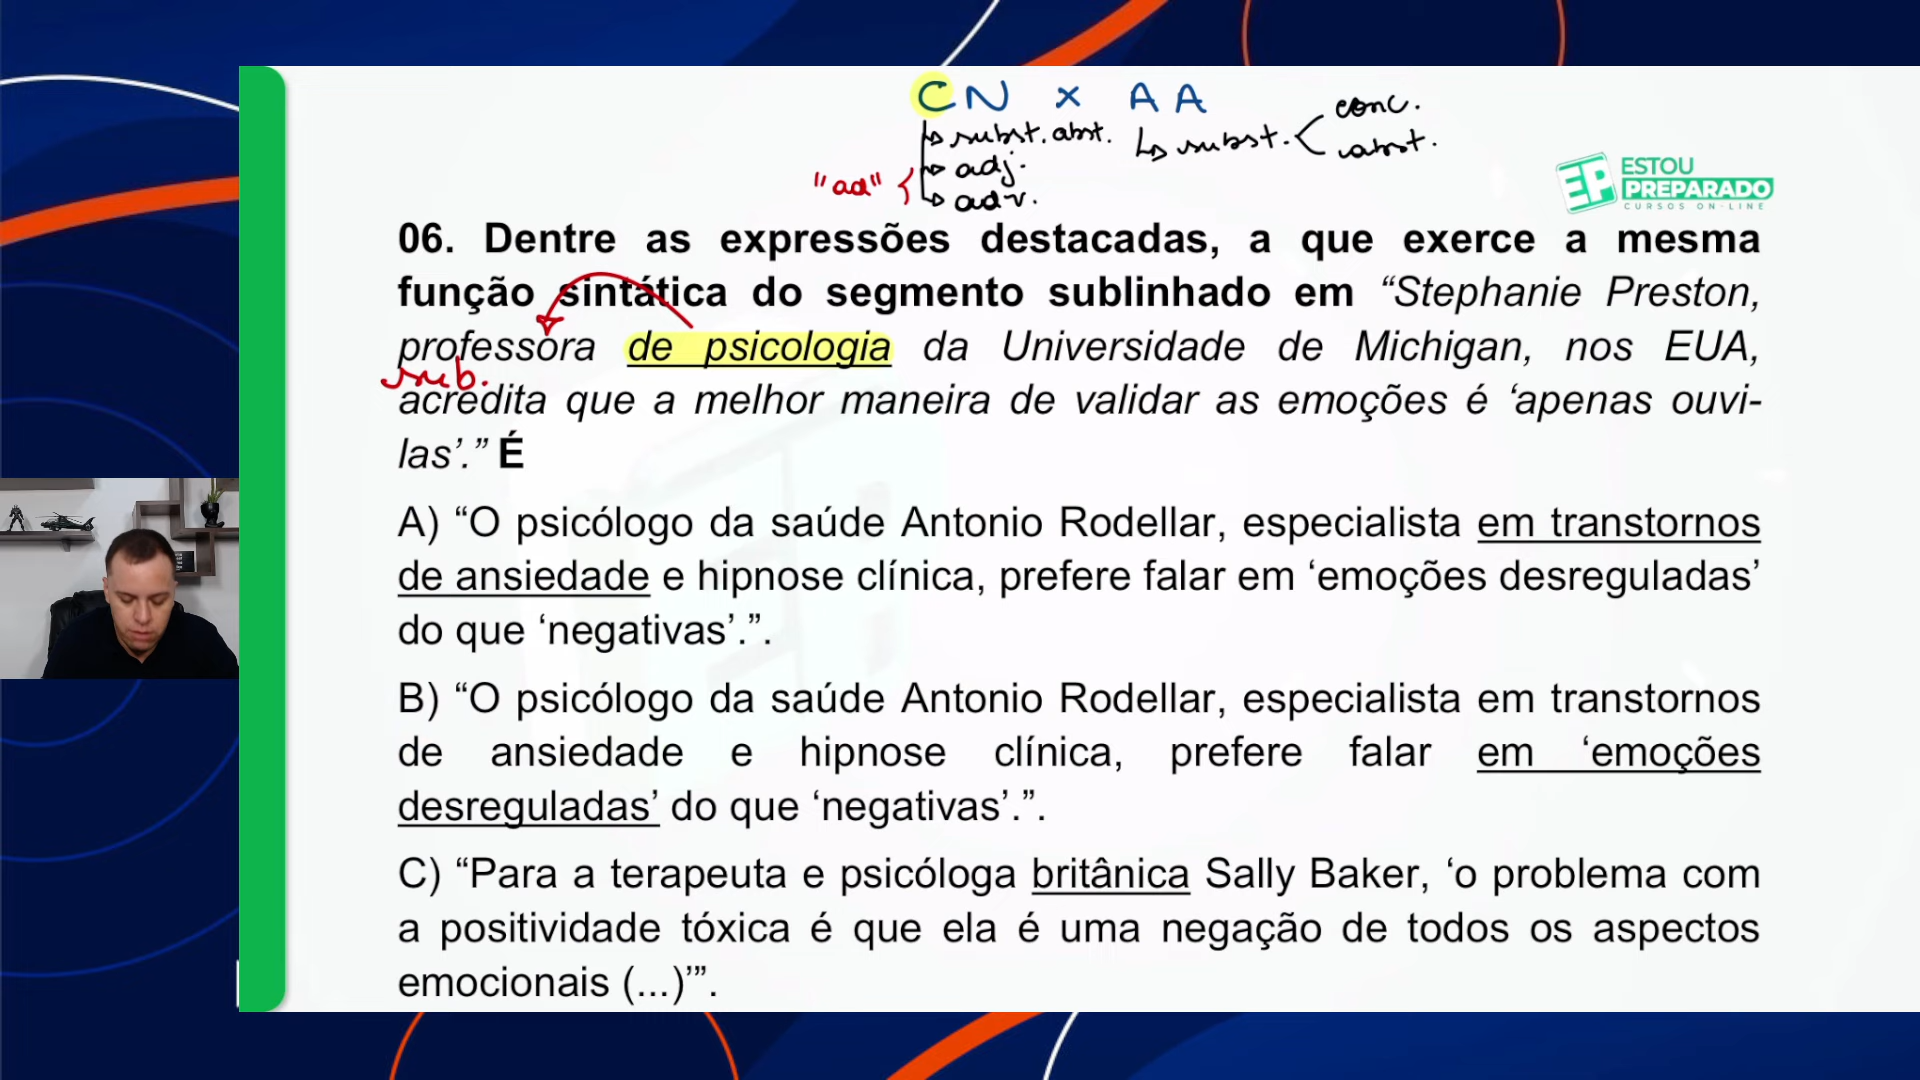 CN x AA
subst. abst.
subst.
conc.
abst.
"ad"
adj.
adv.
ESTOU
PREPARADO
CURSOS ON-LINE
EP
06. Dentre as expressões destacadas, a que exerce a mesma
função sintática do segmento sublinhado em “Stephanie Preston,
professora de psicologia da Universidade de Michigan, nos EUA,
sub.
acredita que a melhor maneira de validar as emoções é ‘apenas ouvi-
las’.” É
A) “O psicólogo da saúde Antonio Rodellar, especialista em transtornos
de ansiedade e hipnose clínica, prefere falar em ‘emoções desreguladas’
do que ‘negativas’.”.
B) “O psicólogo da saúde Antonio Rodellar, especialista em transtornos
de ansiedade e hipnose clínica, prefere falar em ‘emoções
desreguladas’ do que ‘negativas’.”.
C) “Para a terapeuta e psicóloga britânica Sally Baker, ‘o problema com
a positividade tóxica é que ela é uma negação de todos os aspectos
emocionais (...)’”.